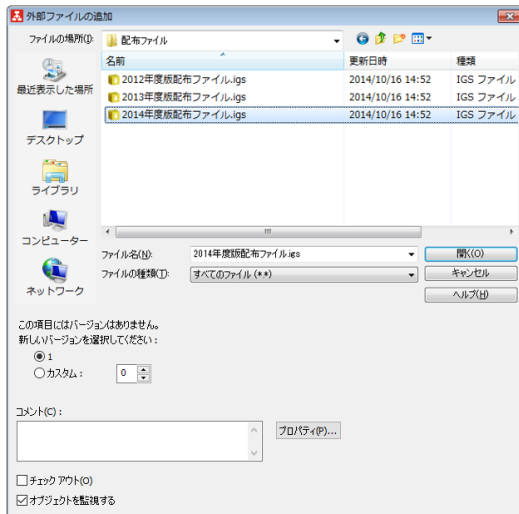 外部ファイルの追加
ファイルの場所(I):
配布ファイル
名前
更新日時
種類
2012年度版配布ファイル.igs
2014/10/16 14:52
IGS ファイル
2013年度版配布ファイル.igs
2014/10/16 14:52
IGS ファイル
2014年度版配布ファイル.igs
2014/10/16 14:52
IGS ファイル
最近表示した場所
デスクトップ
ライブラリ
コンピューター
ネットワーク
ファイル名(N):
2014年度版配布ファイル.igs
開く(O)
ファイルの種類(T):
すべてのファイル (*.*)
キャンセル
ヘルプ(H)
この項目にはバージョンはありません。
新しいバージョンを選択してください:
1
カスタム:
0
コメント(C):
プロパティ(P)...
チェック アウト(O)
オブジェクトを監視する